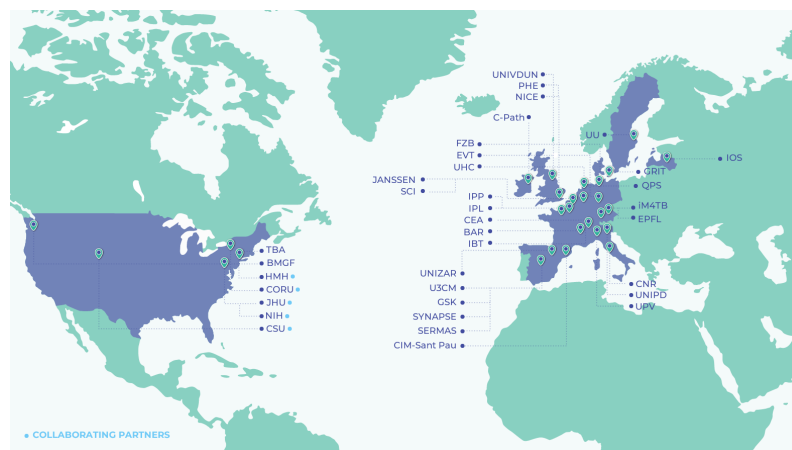 UNIVDUN
PHE
NICE
C-Path
UU
FZB
EVT
UHC
IOS
GRIT
JANSSEN
SCI
QPS
IPP
IPL
CEA
BAR
IBT
iM4TB
EPFL
TBA
BMGF
HMH
CORU
JHU
NIH
CSU
UNIZAR
U3CM
GSK
SYNAPSE
SERMAS
CIM-Sant Pau
CNR
UNIPD
UPV
COLLABORATING PARTNERS